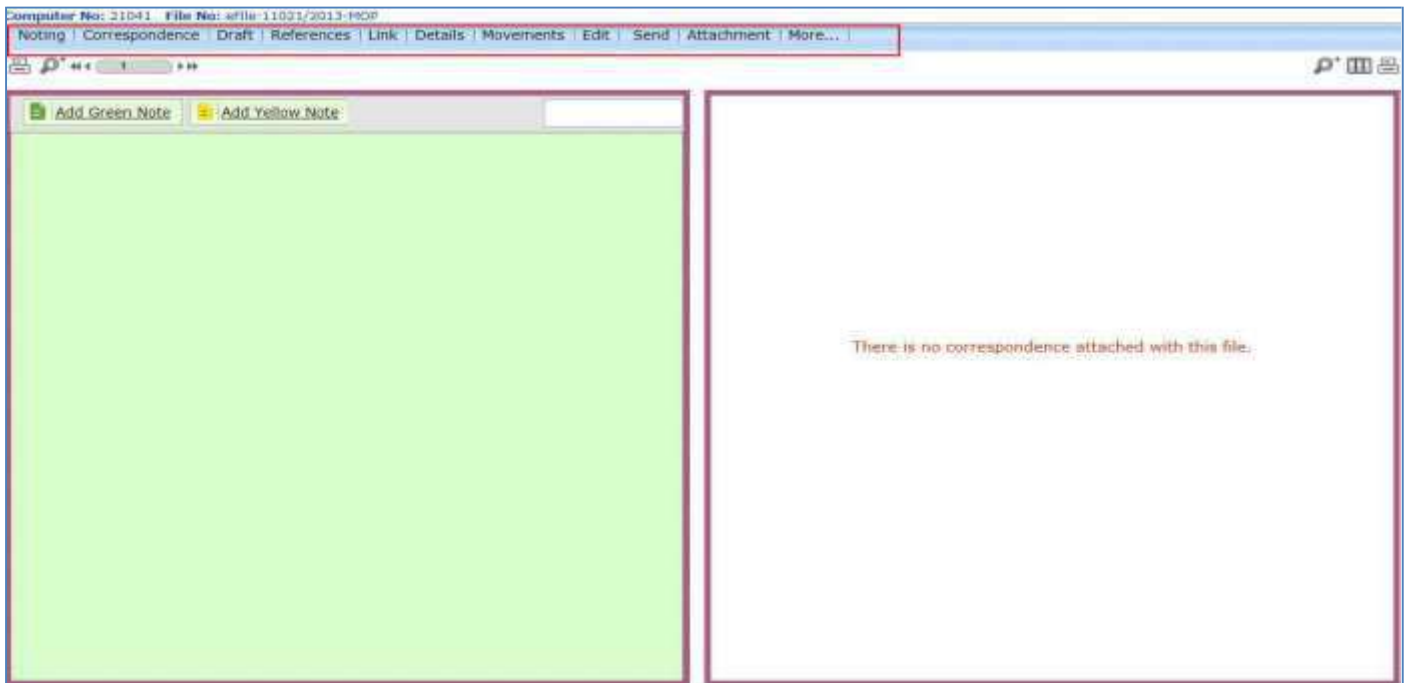 Computer No: 21041 File No: efile-11021/2013-MOP
Noting | Correspondence | Draft | References | Link | Details | Movements | Edit | Send | Attachment | More... |
1
Add Green Note Add Yellow Note
There is no correspondence attached with this file.